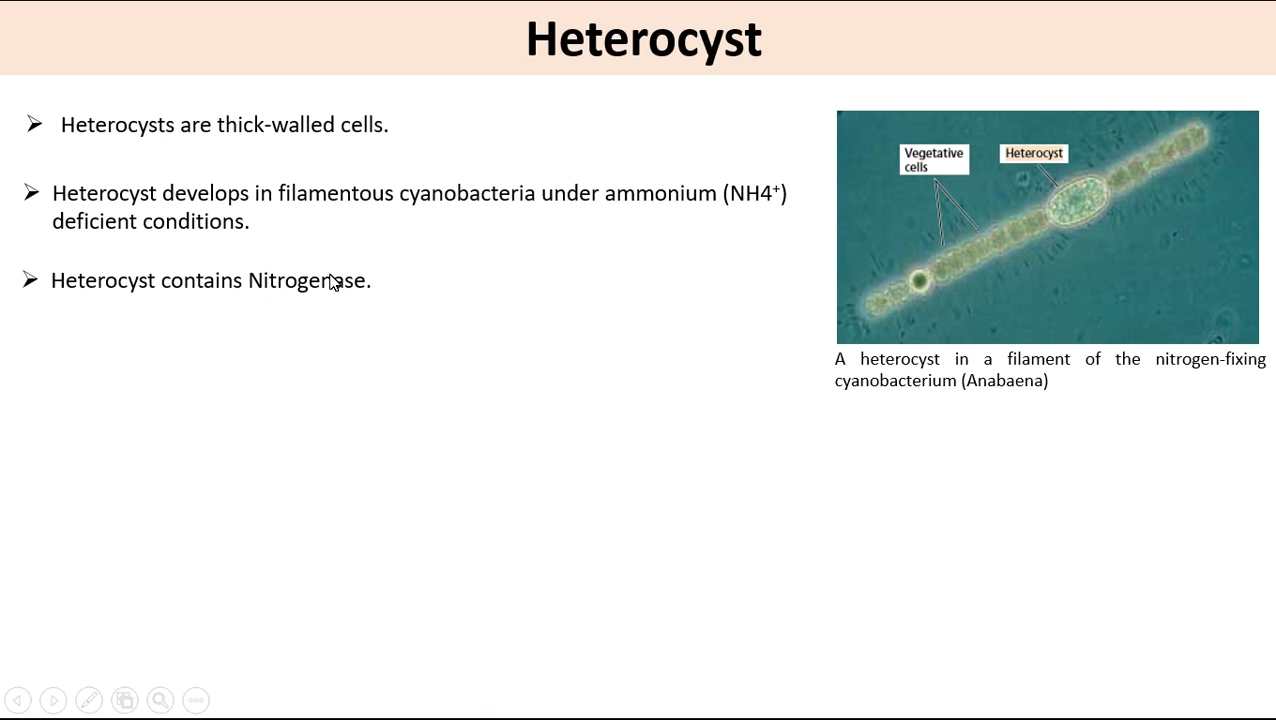 Heterocyst
➢ Heterocysts are thick-walled cells.
➢ Heterocyst develops in filamentous cyanobacteria under ammonium (NH4⁺)
deficient conditions.
➢ Heterocyst contains Nitrogenase.
Vegetative
cells
Heterocyst
A heterocyst in a filament of the nitrogen-fixing
cyanobacterium (Anabaena)